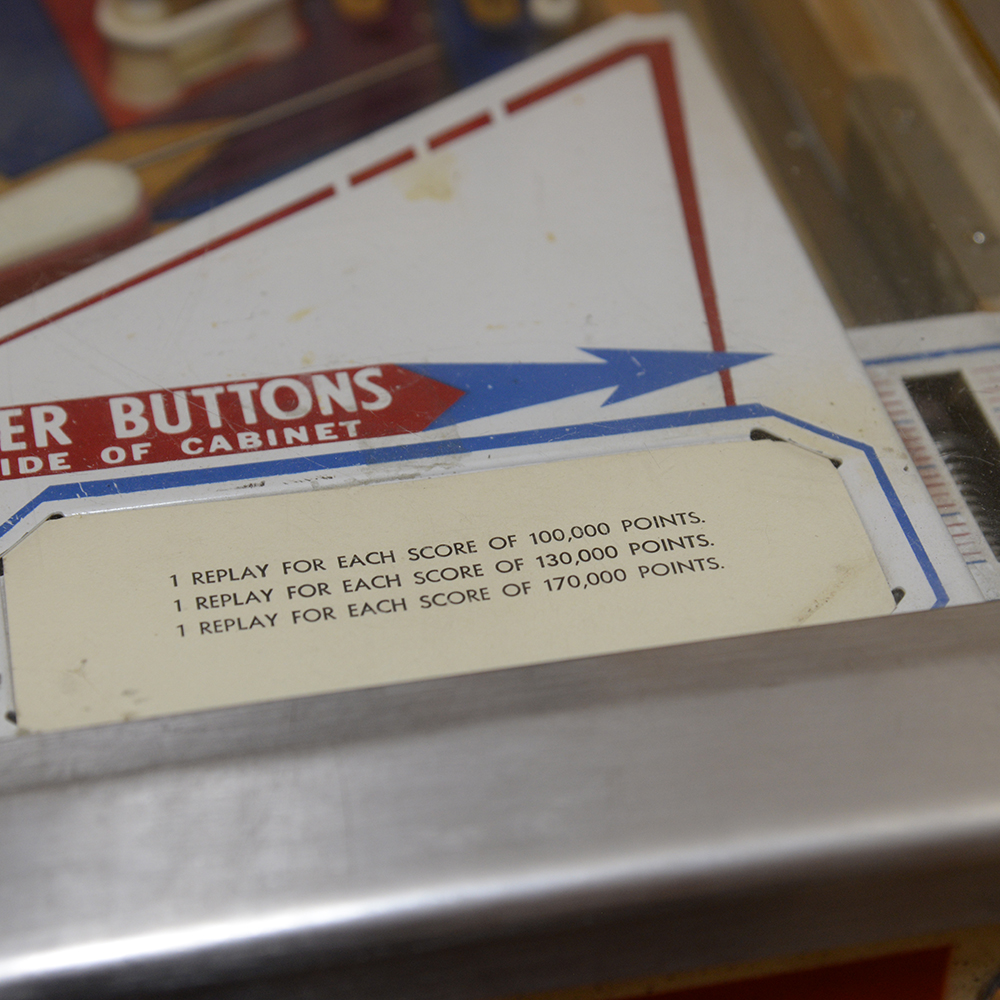 ER BUTTONS
IDE OF CABINET
1 REPLAY FOR EACH SCORE OF 100,000 POINTS.
1 REPLAY FOR EACH SCORE OF 130,000 POINTS.
1 REPLAY FOR EACH SCORE OF 170,000 POINTS.